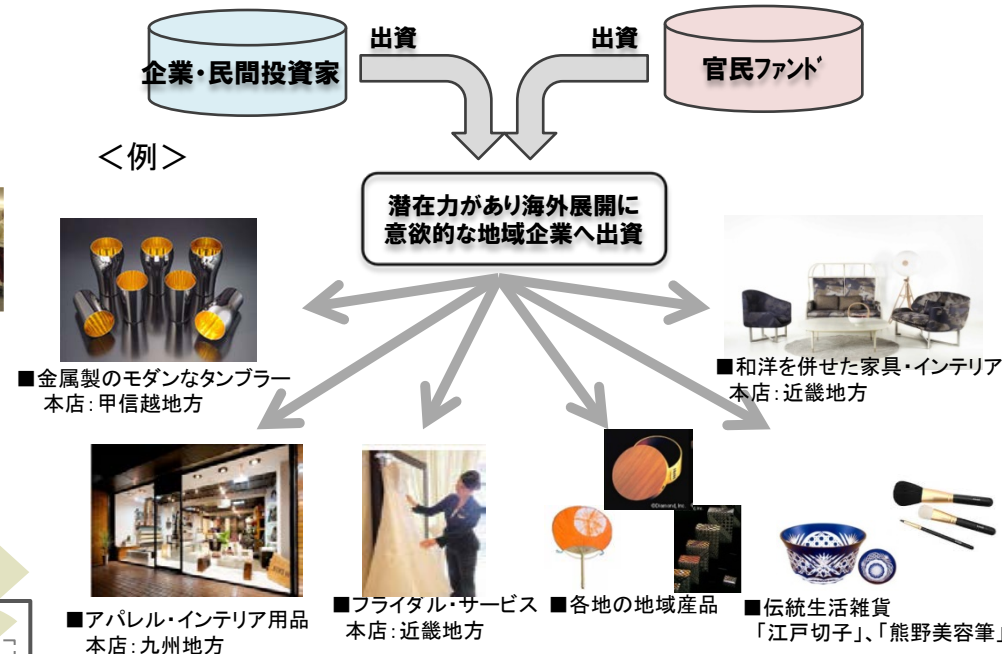 出資
出資
企業・民間投資家
官民ファンド
＜例＞
潜在力があり海外展開に
意欲的な地域企業へ出資
■金属製のモダンなタンブラー
本店：甲信越地方
■和洋を併せた家具・インテリア
本店：近畿地方
■アパレル・インテリア用品
本店：九州地方
■ブライダル・サービス
本店：近畿地方
■各地の地域産品
■伝統生活雑貨
「江戸切子」、「熊野美容筆」